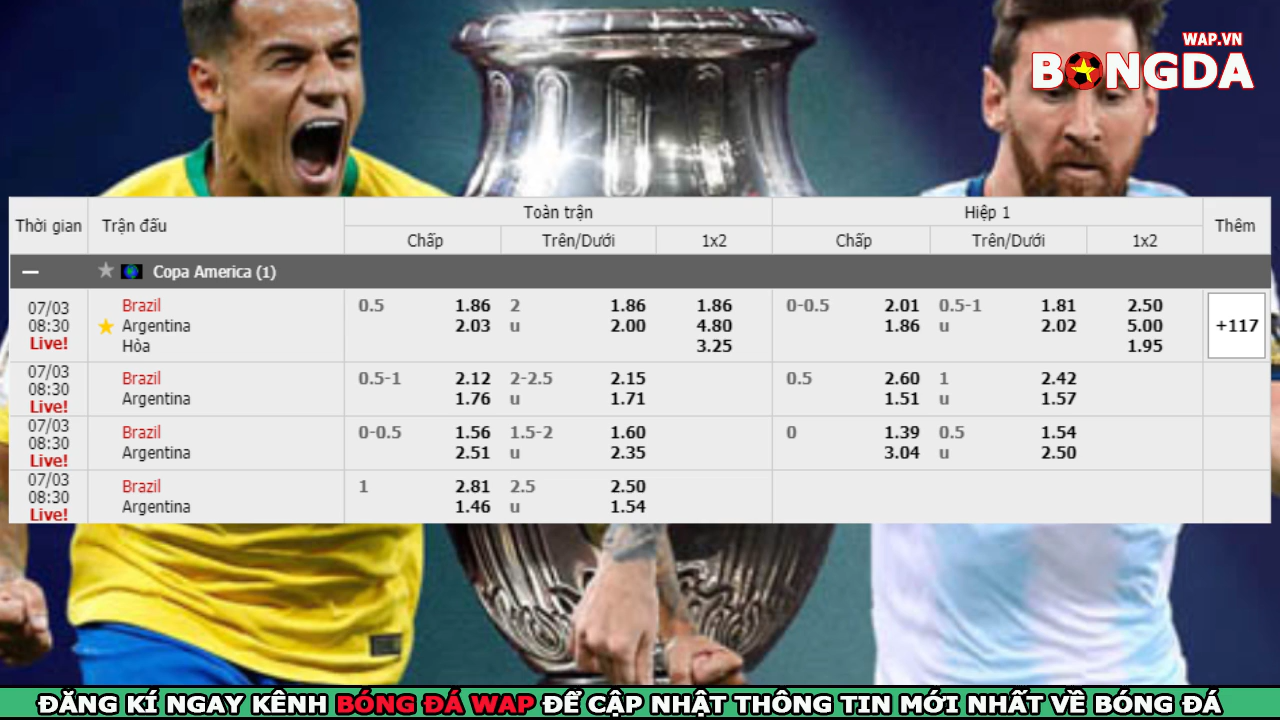 WAP.VN
BONGDA
Thời gian Trận đấu Toàn trận Hiệp 1 Thêm
Chấp Trên/Dưới 1x2 Chấp Trên/Dưới 1x2
Copa America (1)
07/03 Brazil 0.5 1.86 2 1.86 1.86 0-0.5 2.01 0.5-1 1.81 2.50
08:30 Argentina 2.03 u 2.00 4.80 1.86 u 2.02 5.00 +117
Live! Hòa 3.25 1.95
07/03
08:30
Live!
Brazil 0.5-1 2.12 2-2.5 2.15 0.5 2.60 1 2.42
Argentina 1.76 u 1.71 1.51 u 1.57
07/03
08:30
Live!
Brazil 0-0.5 1.56 1.5-2 1.60 0 1.39 0.5 1.54
Argentina 2.51 u 2.35 3.04 u 2.50
07/03
08:30
Live!
Brazil 1 2.81 2.5 2.50
Argentina 1.46 u 1.54
ĐĂNG KÍ NGAY KÊNH BÓNG ĐÁ WAP ĐỂ CẬP NHẬT THÔNG TIN MỚI NHẤT VỀ BÓNG ĐÁ